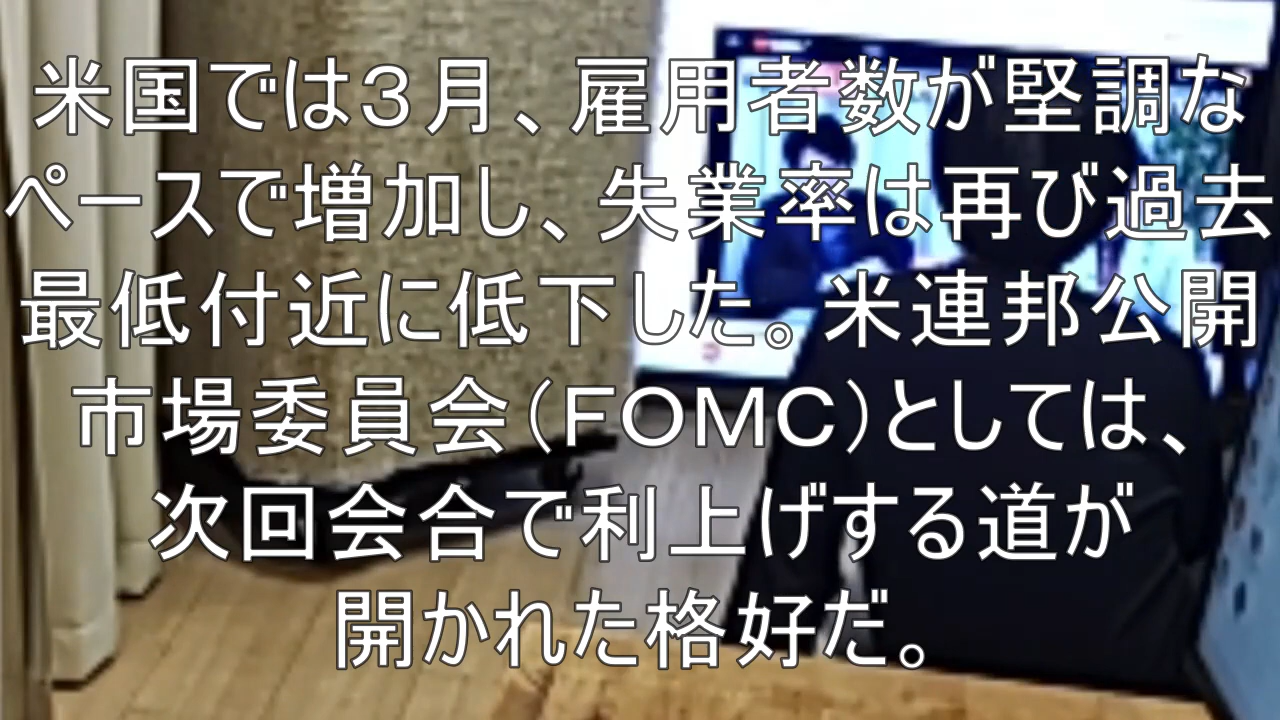 米国では３月、雇用者数が堅調な
ペースで増加し、失業率は再び過去
最低付近に低下した。米連邦公開
市場委員会（ＦＯＭＣ）としては、
次回会合で利上げする道が
開かれた格好だ。